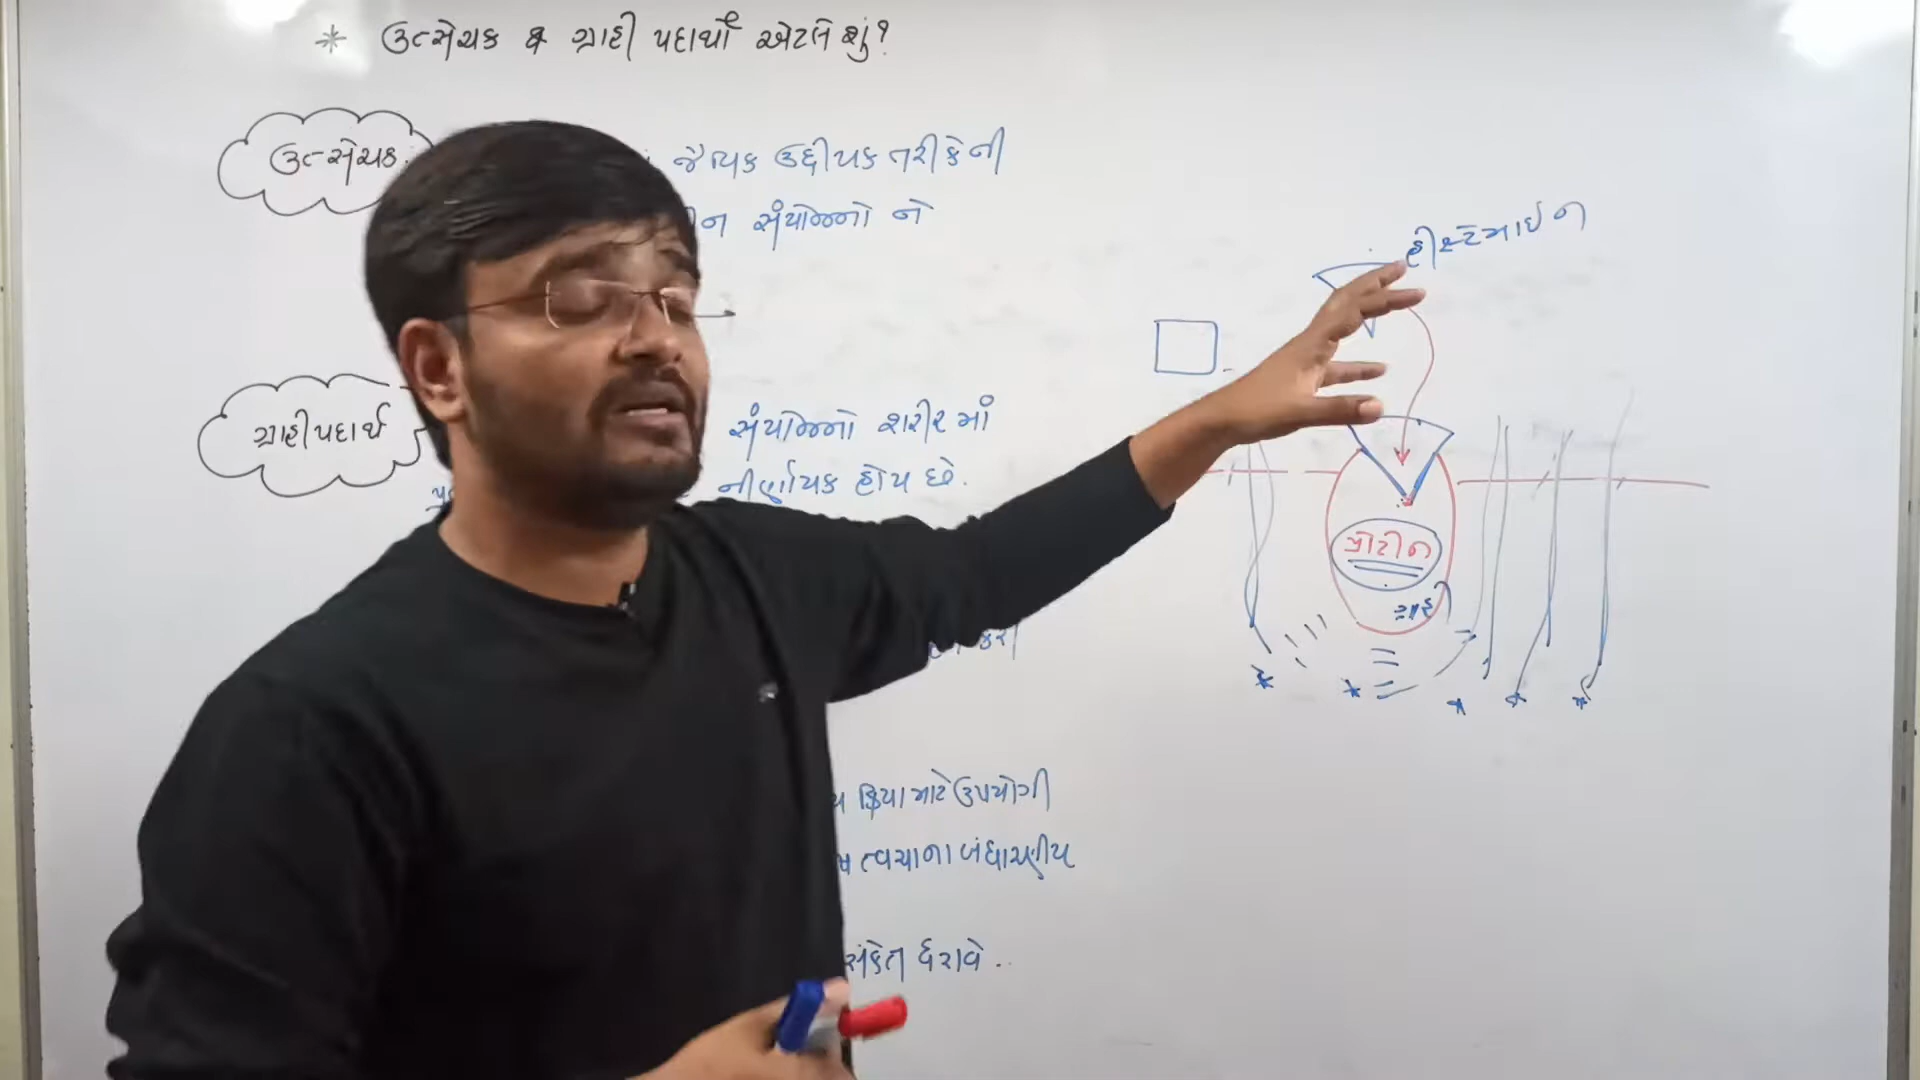 * ઉત્સેચક & ગ્રાહી પદાર્થો એટલે શું?
ઉત્સેચક
જૈવિક ઉદ્દીપક તરીકેની
સંયોજનો ને
ગ્રાહીપદાર્થ
સંયોજનો શરીરમાં
નીર્ણાયક હોય છે.
ક્રિયા માટે ઉપયોગી
ત્વચાના બંધારણીય
સંકેત ધરાવે..
હીસ્ટેમાઈન
પ્રોટીન
ગ્રાહી